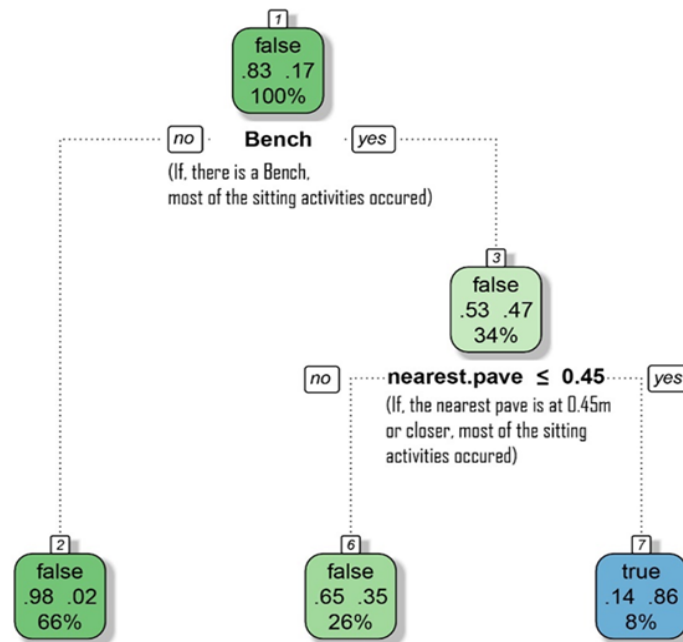 1
false
.83 .17
100%
no Bench yes
(If, there is a Bench,
most of the sitting activities occured)
3
false
.53 .47
34%
no nearest.pave ≤ 0.45 yes
(If, the nearest pave is at 0.45m
or closer, most of the sitting
activities occured)
2
false
.98 .02
66%
6
false
.65 .35
26%
7
true
.14 .86
8%